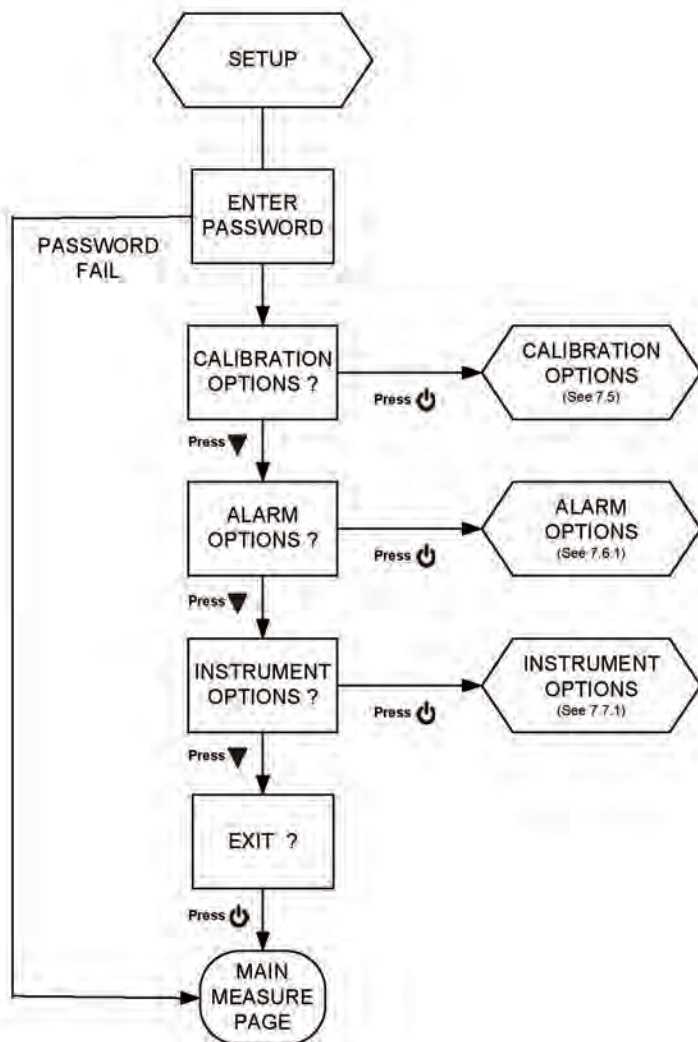 SETUP
ENTER
PASSWORD
PASSWORD
FAIL
CALIBRATION
OPTIONS ?
Press
CALIBRATION
OPTIONS
(See 7.5)
Press
ALARM
OPTIONS ?
Press
ALARM
OPTIONS
(See 7.6.1)
Press
INSTRUMENT
OPTIONS ?
Press
INSTRUMENT
OPTIONS
(See 7.7.1)
Press
EXIT ?
Press
MAIN
MEASURE
PAGE